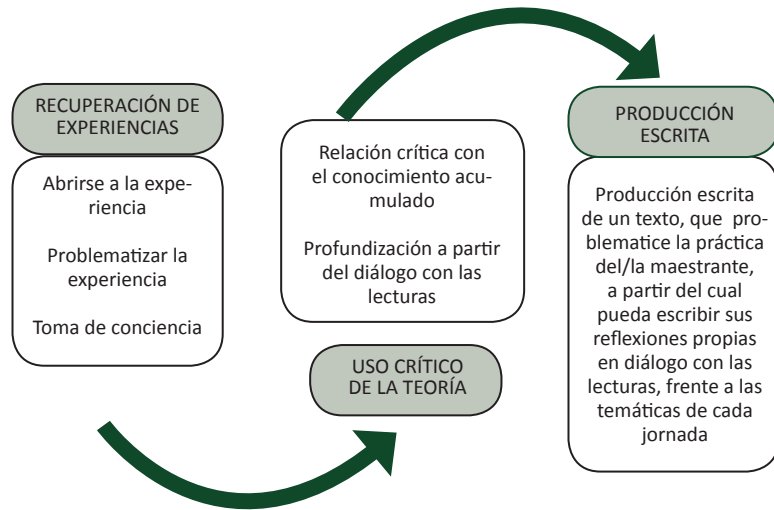 RECUPERACIÓN DE
EXPERIENCIAS
Abrirse a la expe-
riencia
Problematizar la
experiencia
Toma de conciencia
Relación crítica con
el conocimiento acu-
mulado
Profundización a partir
del diálogo con las
lecturas
USO CRÍTICO
DE LA TEORÍA
PRODUCCIÓN
ESCRITA
Producción escrita
de un texto, que pro-
blematice la práctica
del/la maestrante,
a partir del cual
pueda escribir sus
reflexiones propias
en diálogo con las
lecturas, frente a las
temáticas de cada
jornada